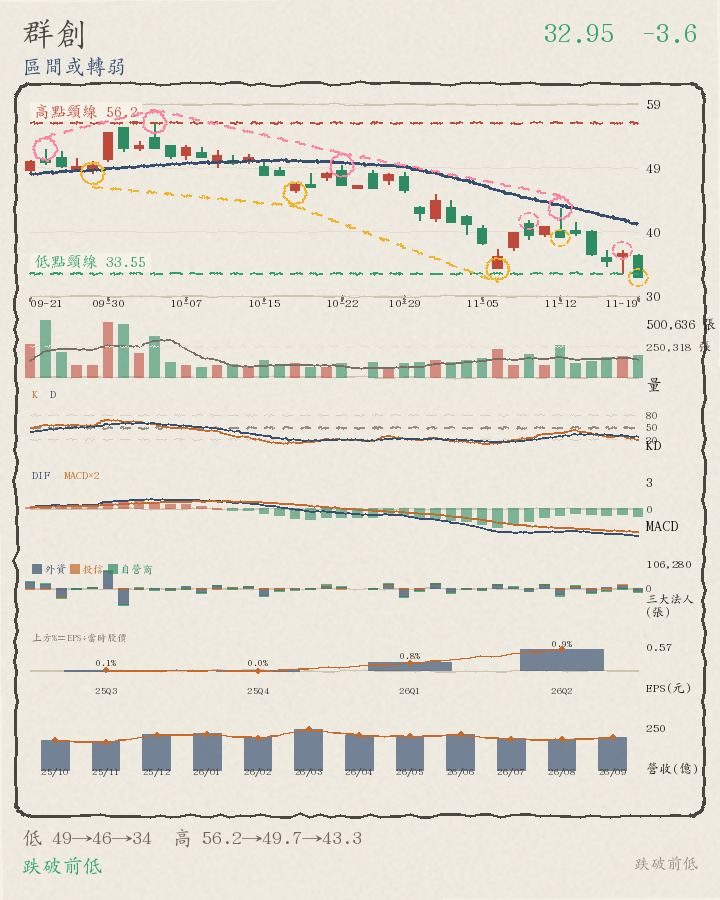 群創
32.95 -3.6
區間或轉弱
高點頸線 56.2
59
49
40
低點頸線 33.55
30
09-21 09-30 10-07 10-15 10-22 10-29 11-05 11-12 11-19
500,636 張
250,318 張
量
K D
80
50
20
KD
DIF MACD×2
3
0
MACD
外資 投信 自營商
106,280
0
三大法人
(張)
上方%=EPS÷當時股價
0.57
0.1% 0.0% 0.8% 0.9%
25Q3 25Q4 26Q1 26Q2
EPS(元)
250
營收(億)
25/10 25/11 25/12 26/01 26/02 26/03 26/04 26/05 26/06 26/07 26/08 26/09
低 49→46→34 高 56.2→49.7→43.3
跌破前低
跌破前低